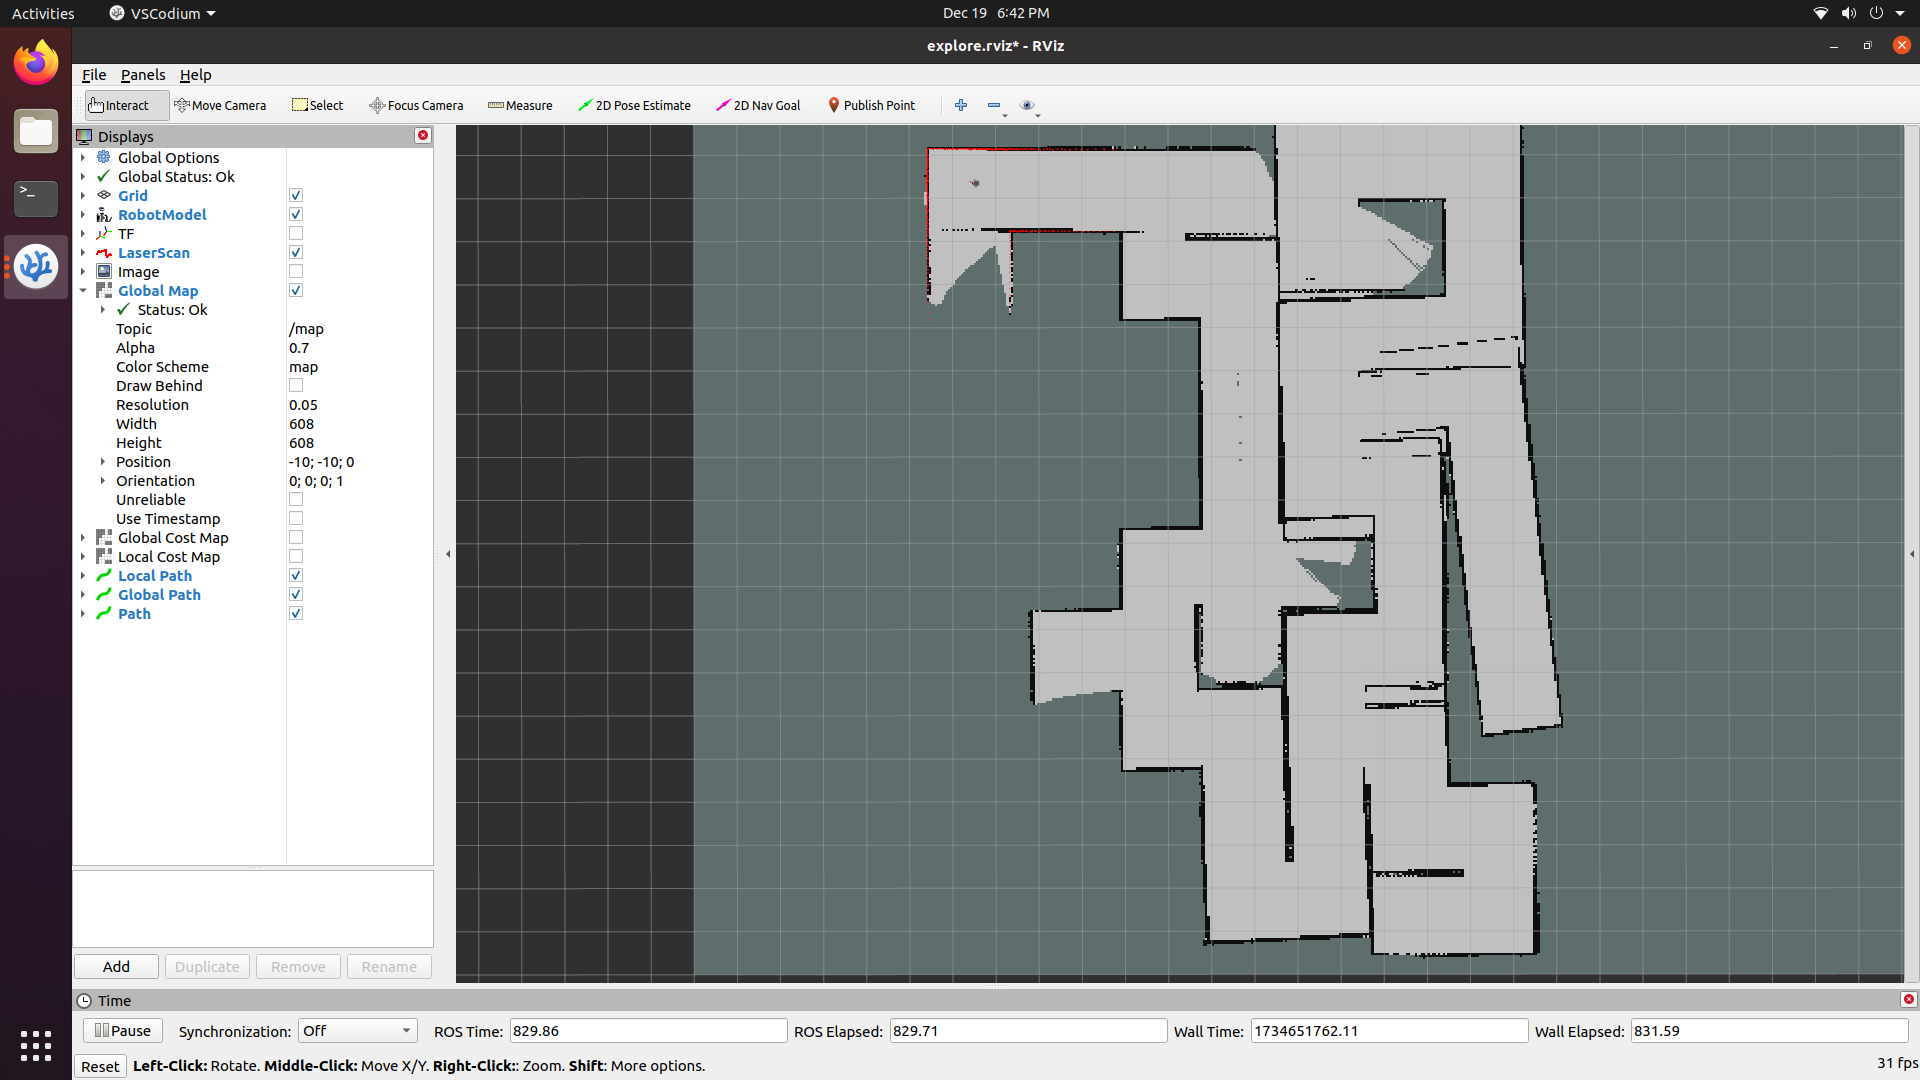 Activities VSCodium Dec 19 6:42 PM
explore.rviz* - RViz
File Panels Help
Interact Move Camera Select Focus Camera Measure 2D Pose Estimate 2D Nav Goal Publish Point
Displays
Global Options
Global Status: Ok
Grid
RobotModel
TF
LaserScan
Image
Global Map
Status: Ok
Topic /map
Alpha 0.7
Color Scheme map
Draw Behind
Resolution 0.05
Width 608
Height 608
Position -10; -10; 0
Orientation 0; 0; 0; 1
Unreliable
Use Timestamp
Global Cost Map
Local Cost Map
Local Path
Global Path
Path
Add Duplicate Remove Rename
Time
Pause Synchronization: Off ROS Time: 829.86 ROS Elapsed: 829.71 Wall Time: 1734651762.11 Wall Elapsed: 831.59
Reset Left-Click: Rotate. Middle-Click: Move X/Y. Right-Click:: Zoom. Shift: More options. 31 fps